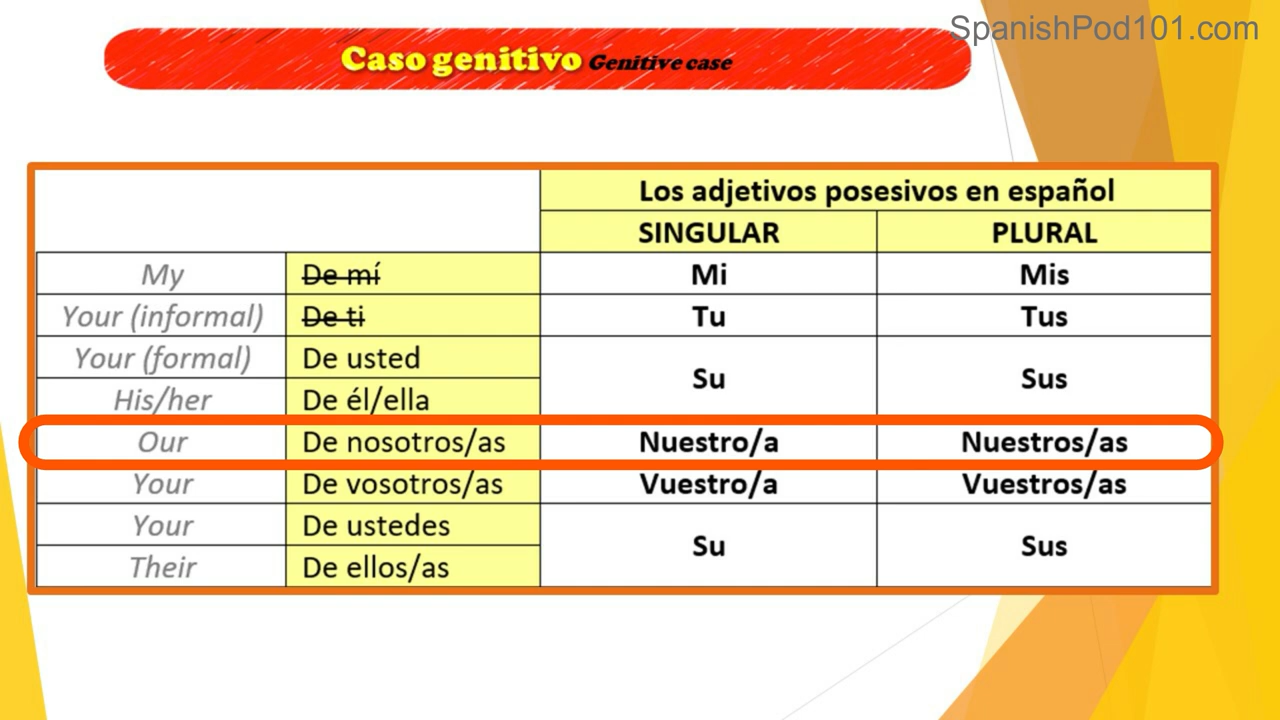 SpanishPod101.com
Caso genitivo Genitive case
Los adjetivos posesivos en español
SINGULAR PLURAL
My De mí Mi Mis
Your (informal) De ti Tu Tus
Your (formal) De usted
Su Sus
His/her De él/ella
Our De nosotros/as Nuestro/a Nuestros/as
Your De vosotros/as Vuestro/a Vuestros/as
Your De ustedes
Su Sus
Their De ellos/as